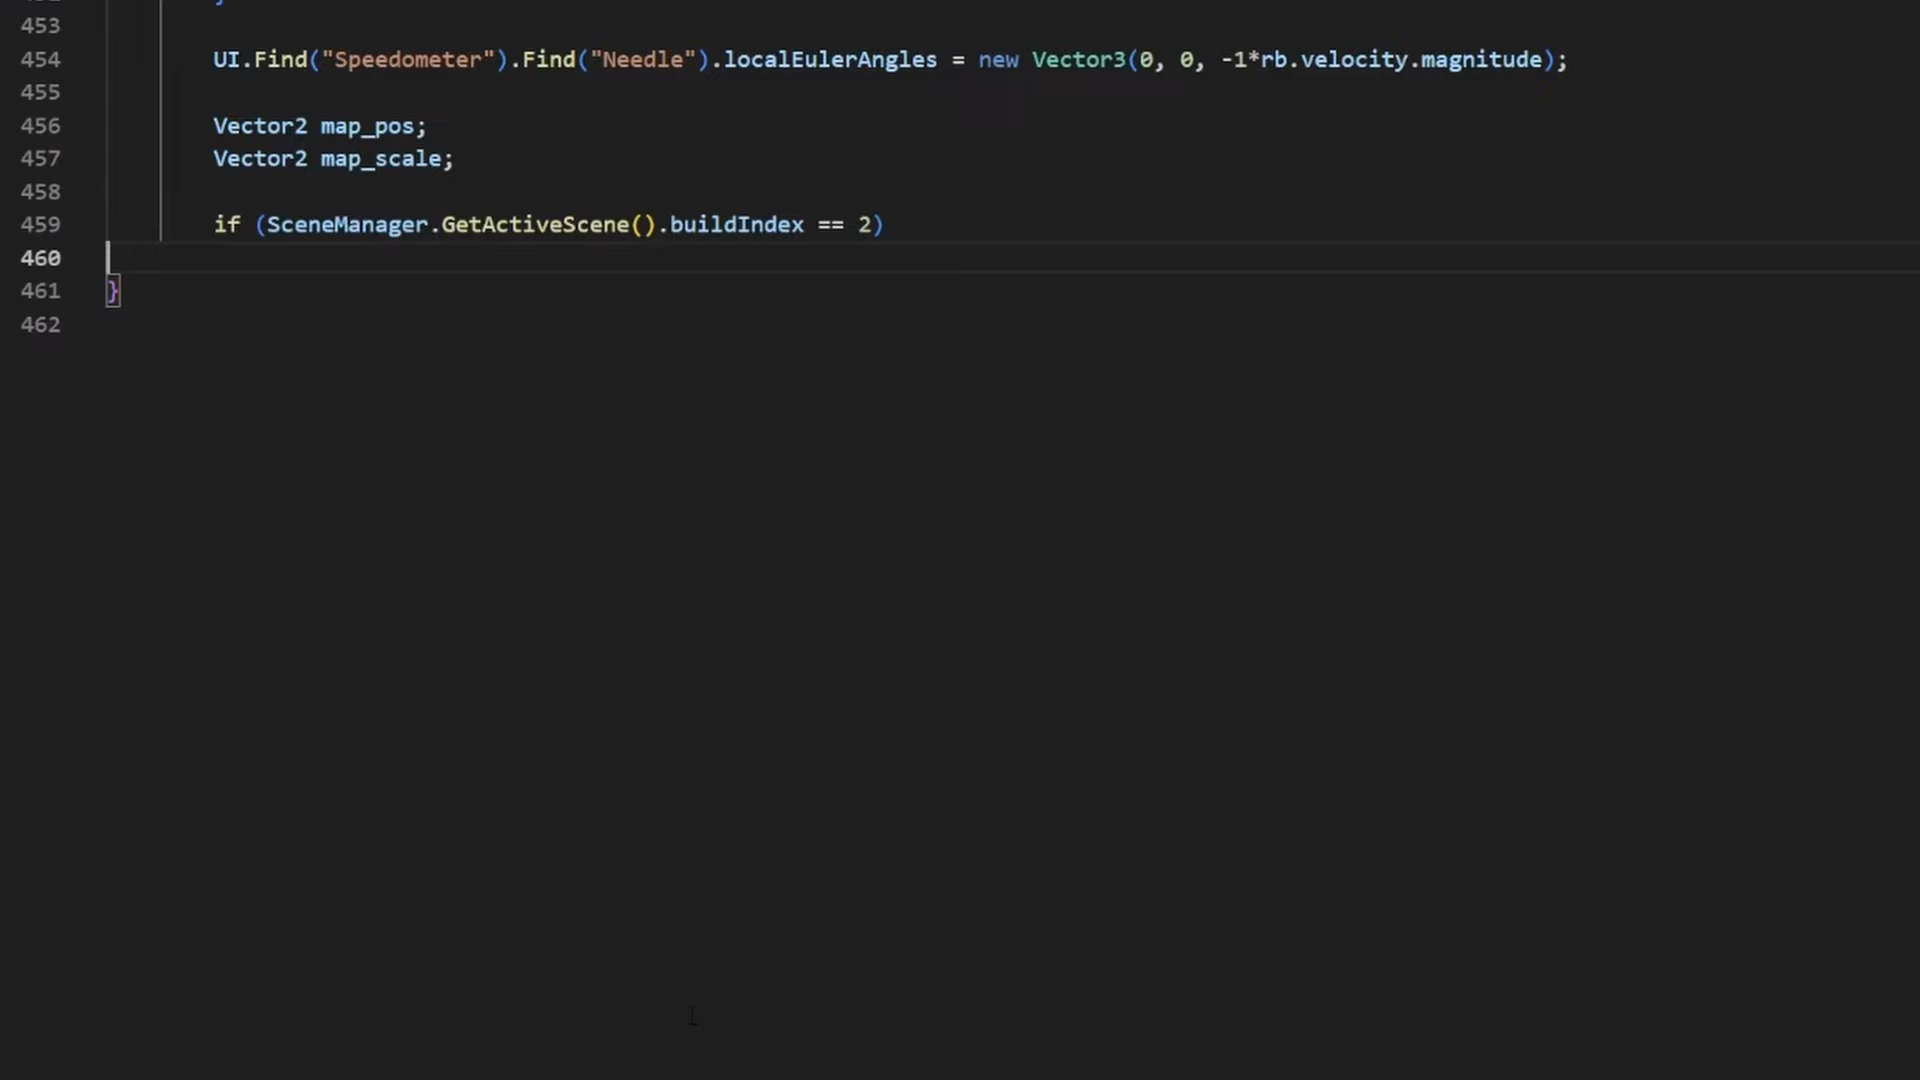 453
454 UI.Find("Speedometer").Find("Needle").localEulerAngles = new Vector3(0, 0, -1*rb.velocity.magnitude);
455
456 Vector2 map_pos;
457 Vector2 map_scale;
458
459 if (SceneManager.GetActiveScene().buildIndex == 2)
460
461 }
462